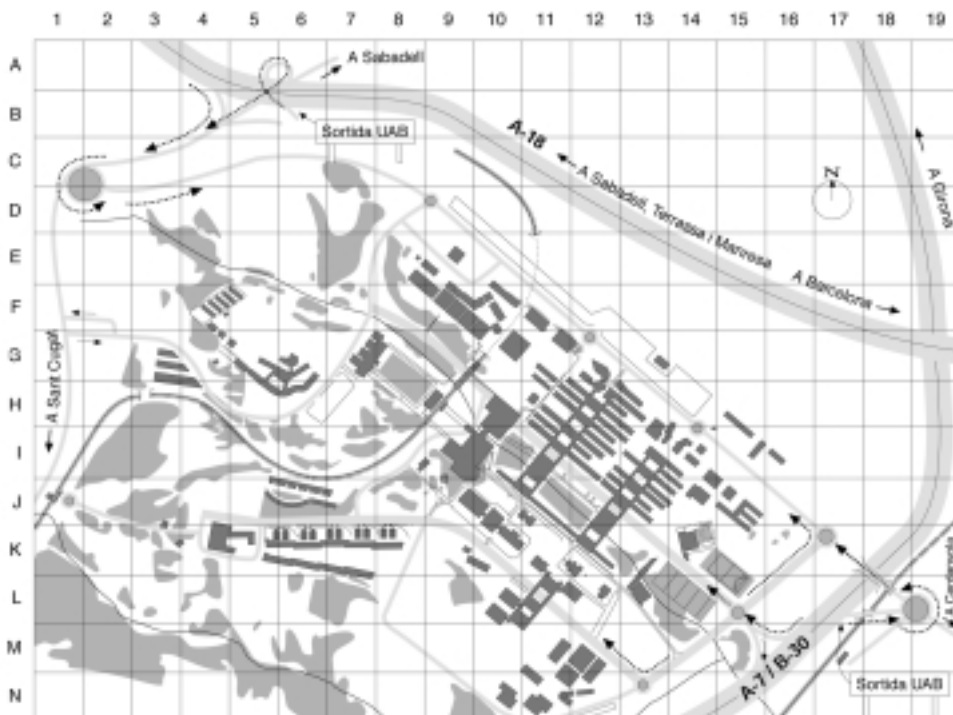 1 2 3 4 5 6 7 8 9 10 11 12 13 14 15 16 17 18 19
A
A Sabadell
B
Sortida UAB
A-18
C
A Sabadell, Terrassa i Manresa
N
A Girona
D
E
A Barcelona
F
G
A Sant Cugat
H
I
J
K
L
M
A-7 / B-30
Sortida UAB
N